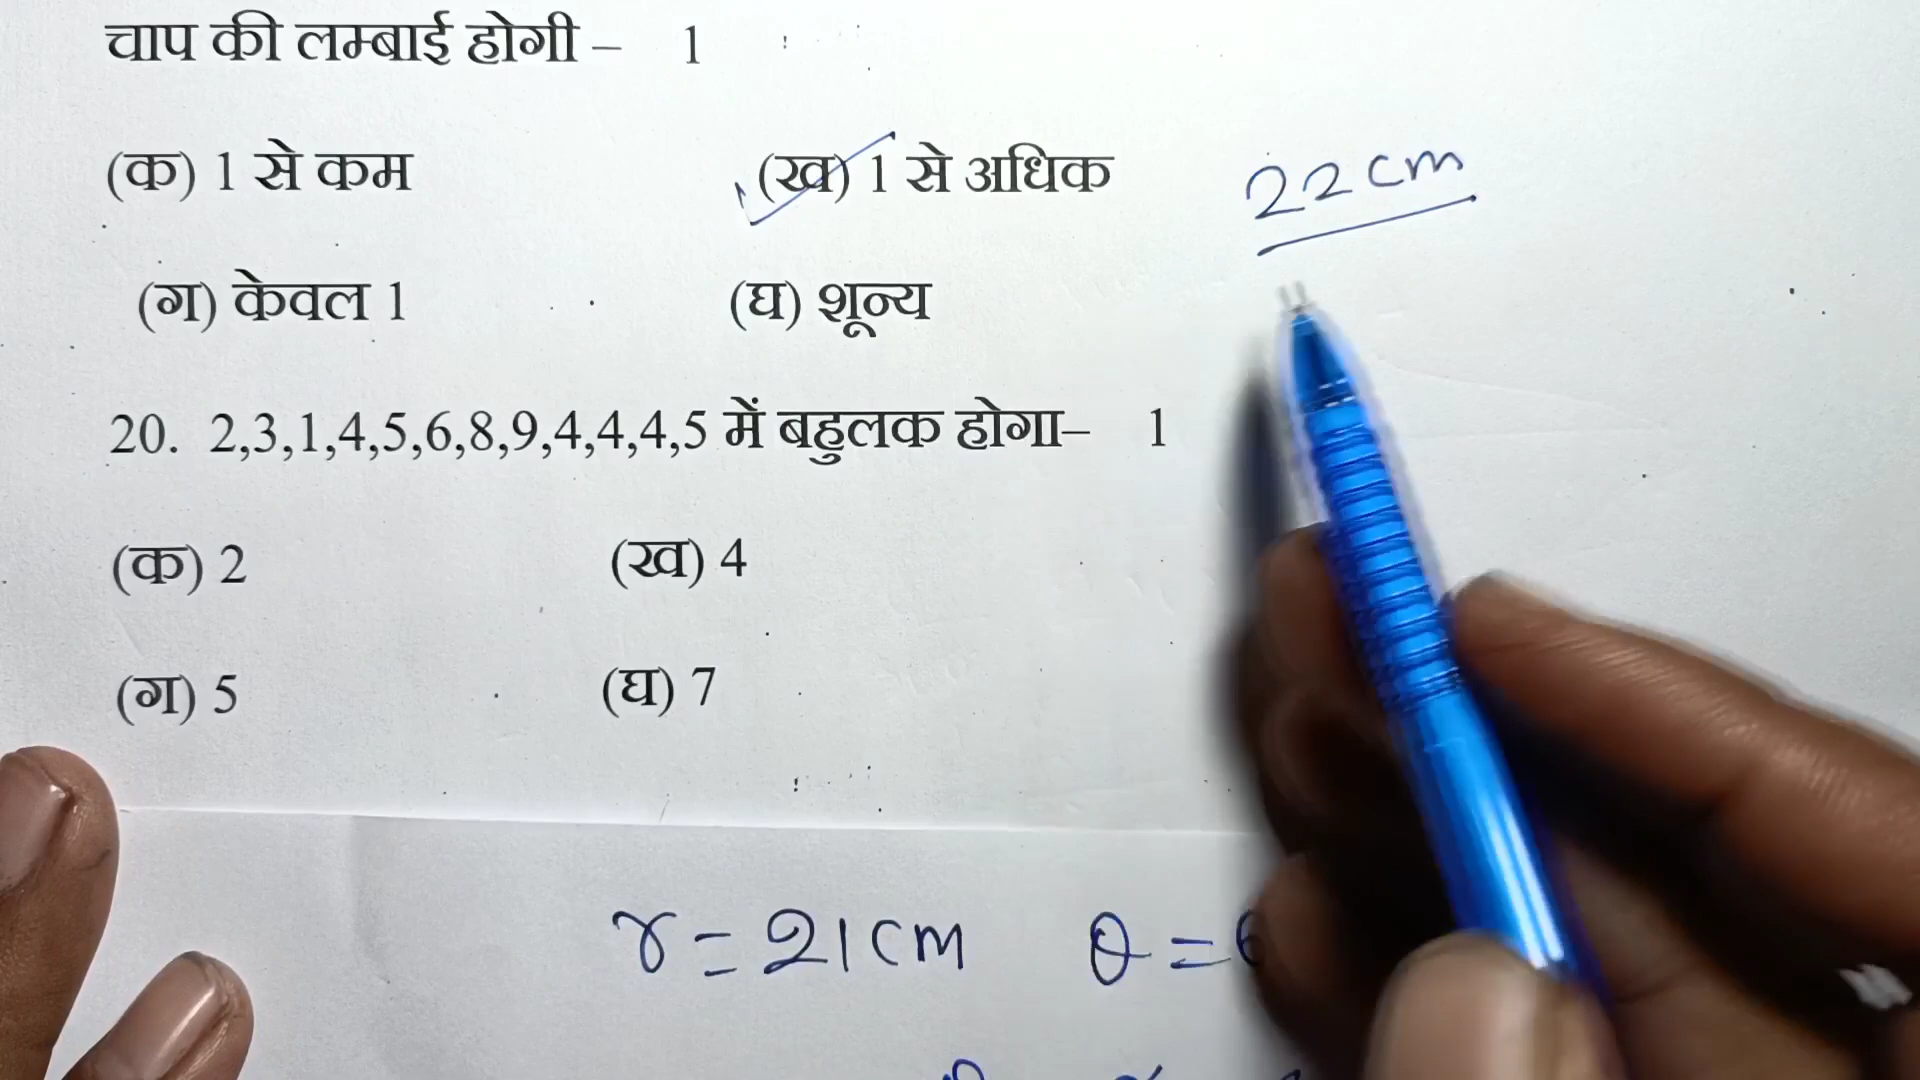 चाप की लम्बाई होगी – 1
(क) 1 से कम (ख) 1 से अधिक 22 cm
(ग) केवल 1 (घ) शून्य
20. 2,3,1,4,5,6,8,9,4,4,4,5 में बहुलक होगा– 1
(क) 2 (ख) 4
(ग) 5 (घ) 7
r = 21 cm θ =